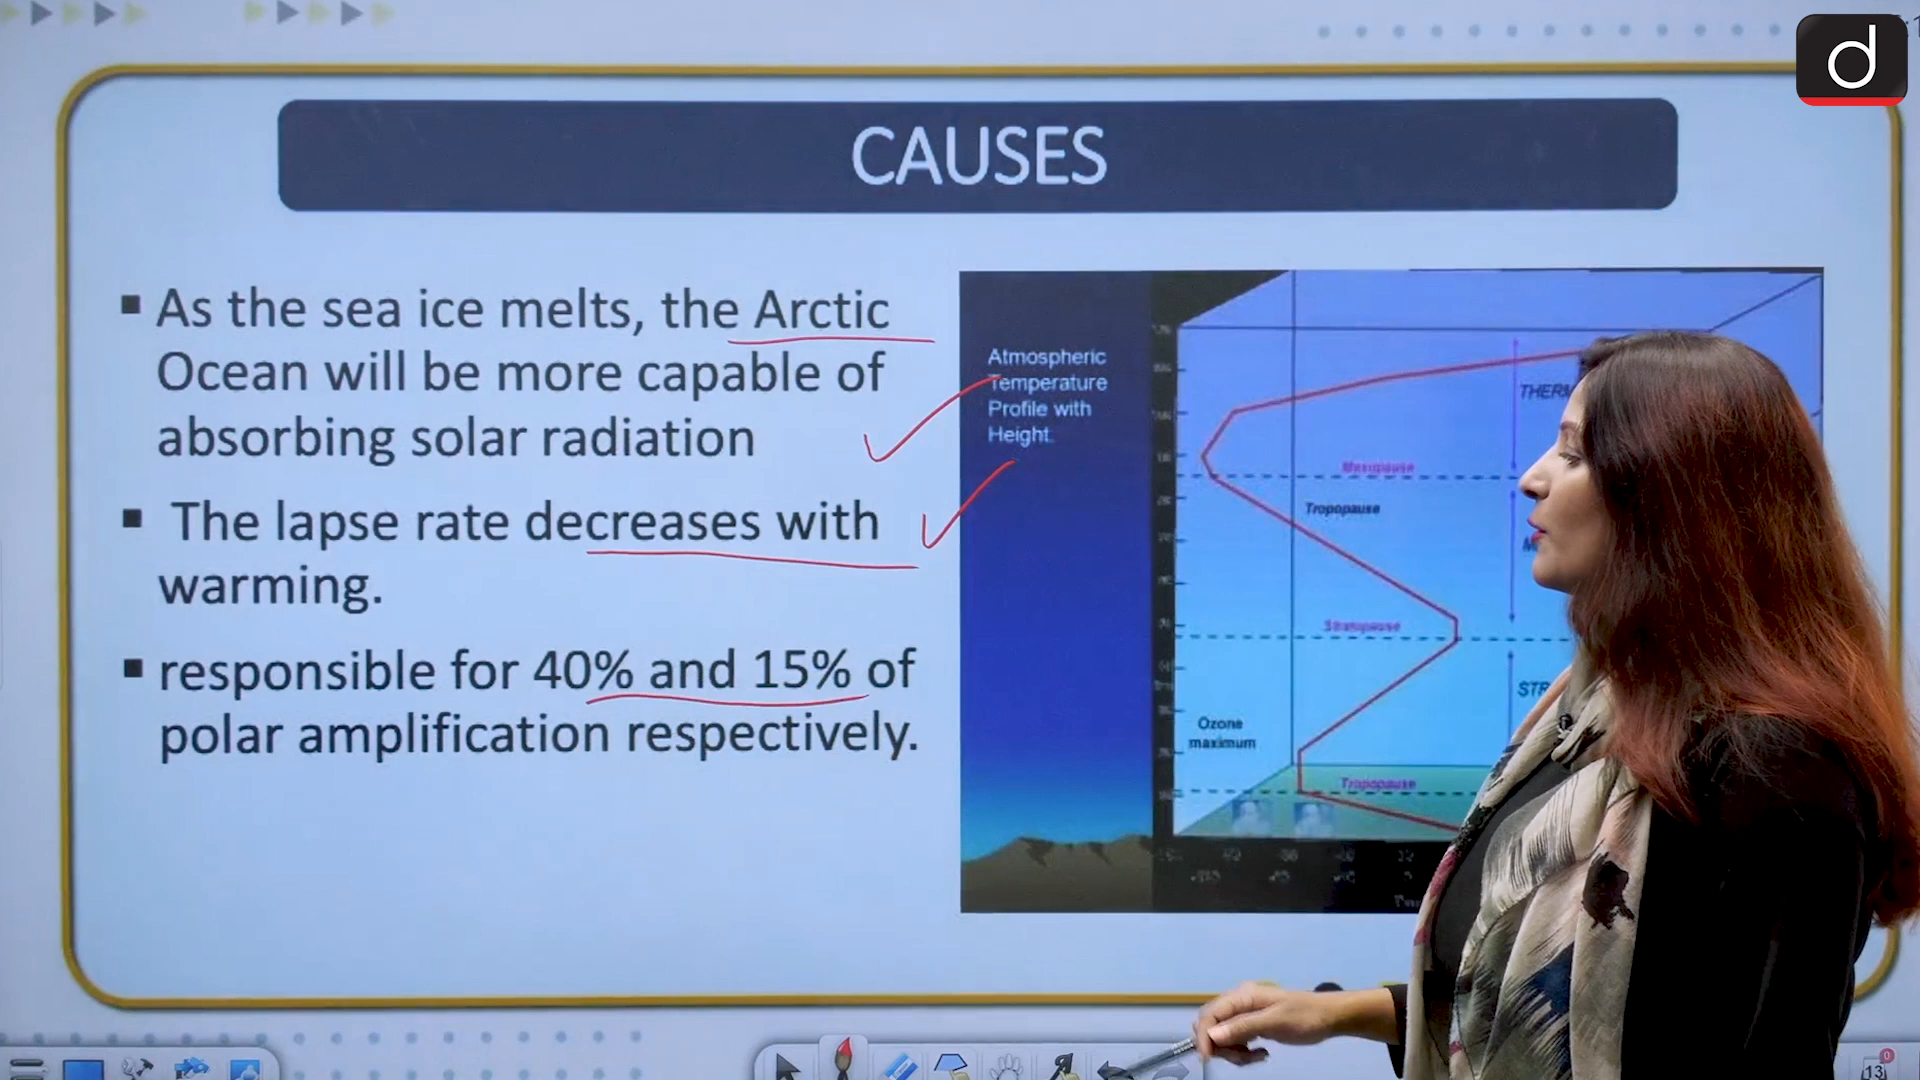 d
CAUSES
▪ As the sea ice melts, the Arctic
Ocean will be more capable of
absorbing solar radiation
▪ The lapse rate decreases with
warming.
▪ responsible for 40% and 15% of
polar amplification respectively.
Atmospheric
Temperature
Profile with
Height.
Mesopause
Tropopause
Stratopause
Ozone
maximum
Tropopause
13